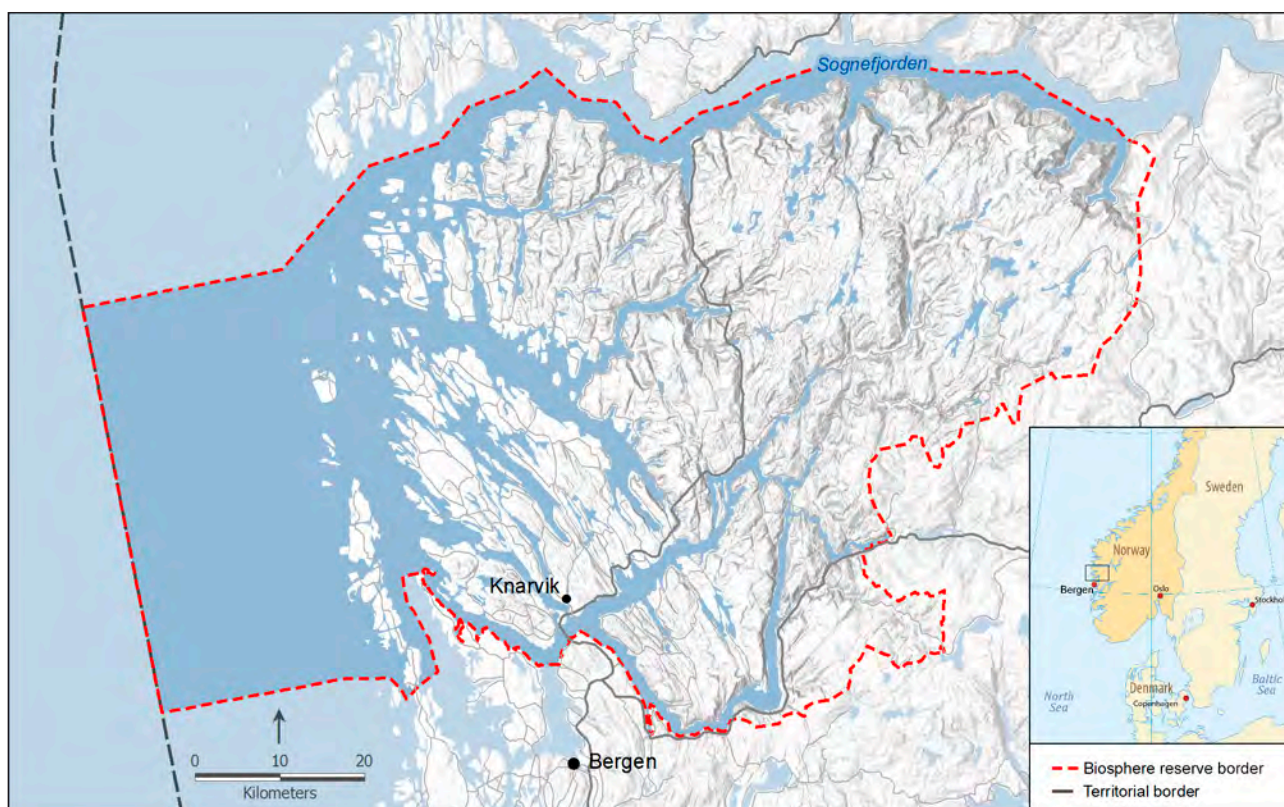 Sognefjorden
Knarvik
Bergen
0 10 20
Kilometers
Sweden
Norway
Bergen
Oslo
Stockhol
North
Sea
Denmark
Copenhagen
Baltic
Sea
Biosphere reserve border
Territorial border